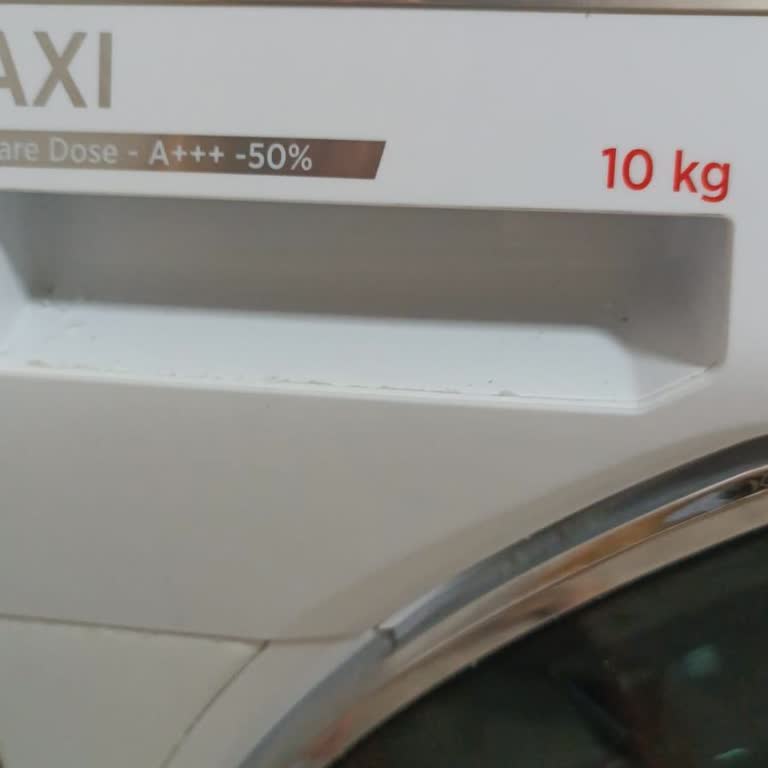 AXI
are Dose - A+++ -50%
10 kg